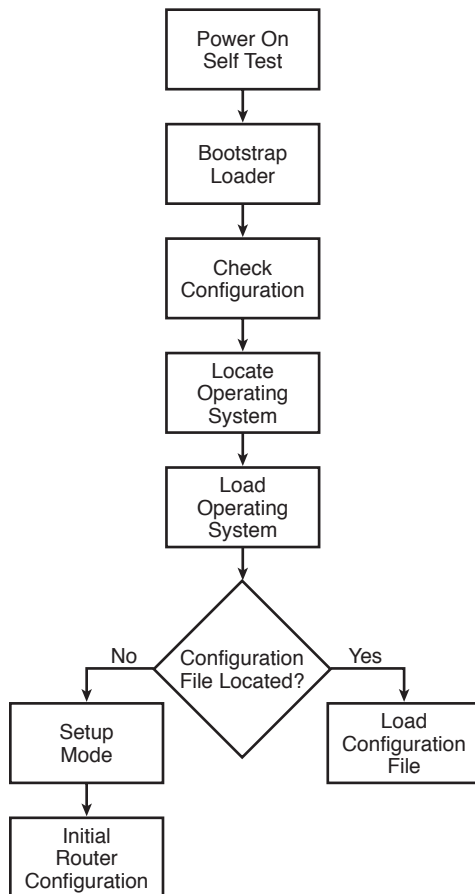 Power On
Self Test
Bootstrap
Loader
Check
Configuration
Locate
Operating
System
Load
Operating
System
Configuration
File Located?
No
Yes
Setup
Mode
Load
Configuration
File
Initial
Router
Configuration